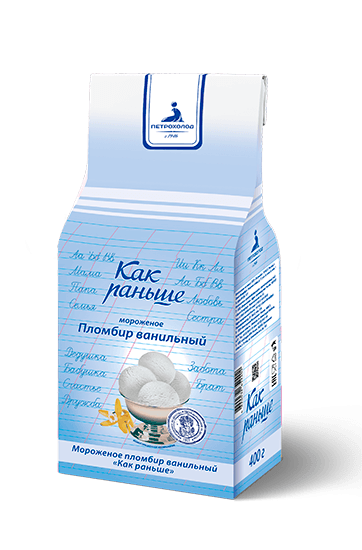 ПЕТРОХОЛОД
Аа Бб Вв
Мама
Папа
Семья
Ии Кк Лл
Аа Бб Вв
Любовь
Сестра
Как
раньше
мороженое
Пломбир ванильный
Дедушка
Бабушка
Счастье
Дружба
Забота
Брат
Мороженое пломбир ванильный
«Как раньше»
ПЕТРОХОЛОД
Как
раньше
400 г